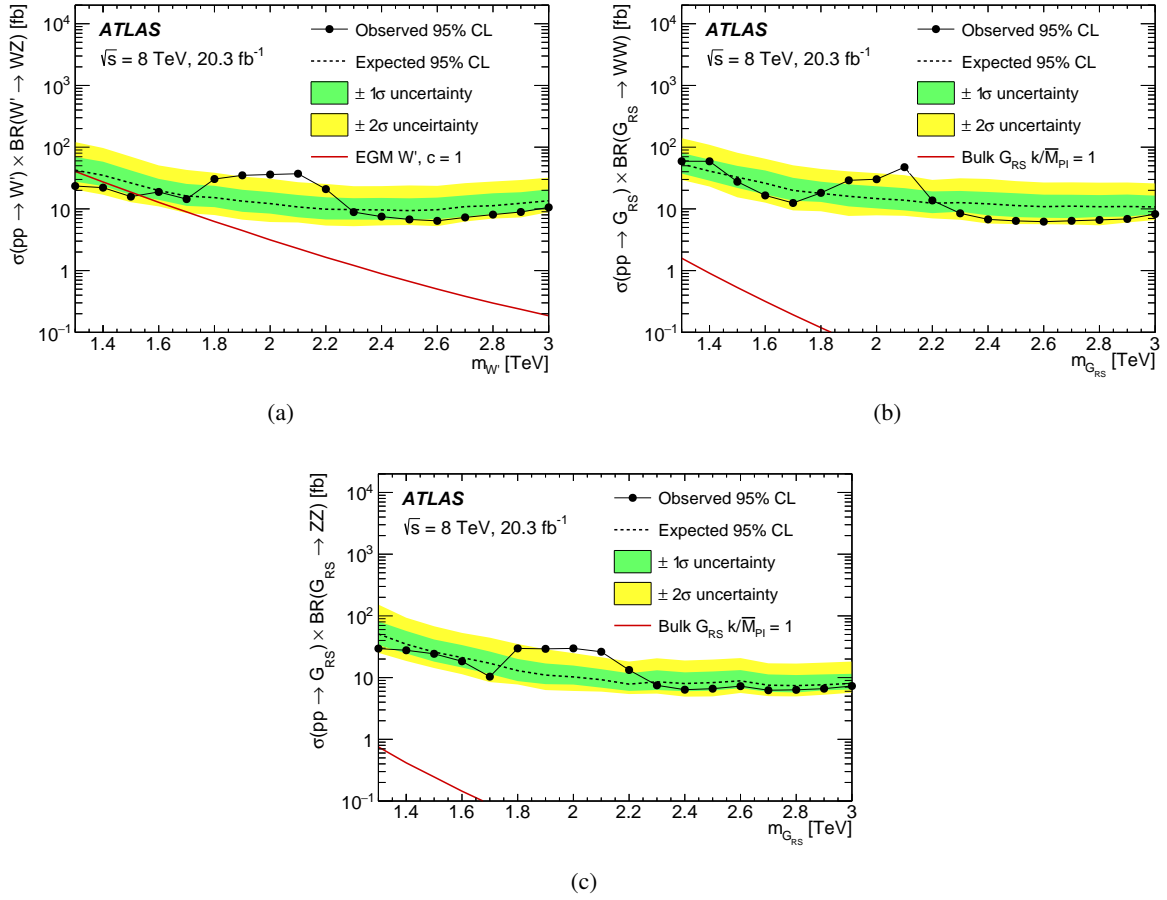 σ(pp → W') × BR(W' → WZ) [fb]
10⁴
10³
10²
10
1
10⁻¹
ATLAS
√s = 8 TeV, 20.3 fb⁻¹
Observed 95% CL
Expected 95% CL
± 1σ uncertainty
± 2σ unceirtainty
EGM W', c = 1
1.4 1.6 1.8 2 2.2 2.4 2.6 2.8 3
m_W' [TeV]
(a)
σ(pp → G_RS) × BR(G_RS → WW) [fb]
10⁴
10³
10²
10
1
10⁻¹
ATLAS
√s = 8 TeV, 20.3 fb⁻¹
Observed 95% CL
Expected 95% CL
± 1σ uncertainty
± 2σ uncertainty
Bulk G_RS k/M̅_Pl = 1
1.4 1.6 1.8 2 2.2 2.4 2.6 2.8 3
m_G_RS [TeV]
(b)
σ(pp → G_RS) × BR(G_RS → ZZ) [fb]
10⁴
10³
10²
10
1
10⁻¹
ATLAS
√s = 8 TeV, 20.3 fb⁻¹
Observed 95% CL
Expected 95% CL
± 1σ uncertainty
± 2σ uncertainty
Bulk G_RS k/M̅_Pl = 1
1.4 1.6 1.8 2 2.2 2.4 2.6 2.8 3
m_G_RS [TeV]
(c)